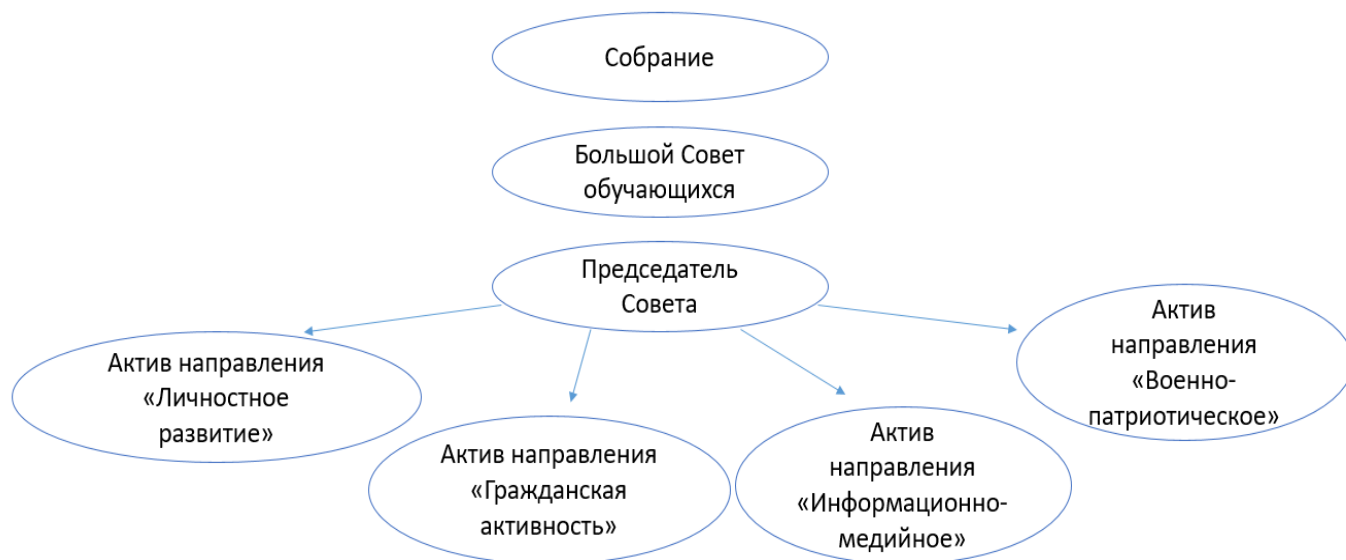 Собрание
Большой Совет
обучающихся
Председатель
Совета
Актив направления
«Личностное
развитие»
Актив направления
«Гражданская
активность»
Актив
направления
«Информационно-
медийное»
Актив
направления
«Военно-
патриотическое»